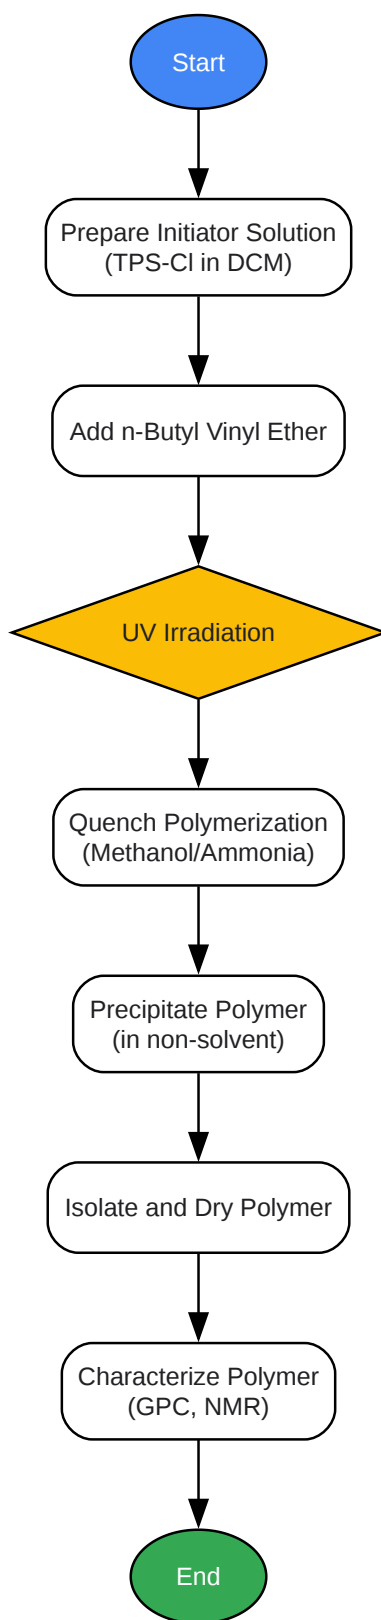 Start
Prepare Initiator Solution
(TPS-Cl in DCM)
Add n-Butyl Vinyl Ether
UV Irradiation
Quench Polymerization
(Methanol/Ammonia)
Precipitate Polymer
(in non-solvent)
Isolate and Dry Polymer
Characterize Polymer
(GPC, NMR)
End